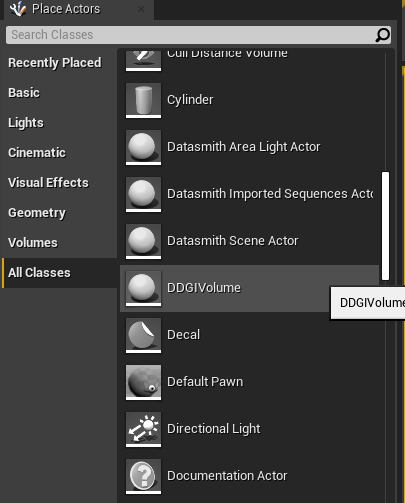 Place Actors
Search Classes
Recently Placed
Basic
Lights
Cinematic
Visual Effects
Geometry
Volumes
All Classes
Cull Distance Volume
Cylinder
Datasmith Area Light Actor
Datasmith Imported Sequences Acto
Datasmith Scene Actor
DDGIVolume
DDGIVolume
Decal
Default Pawn
Directional Light
Documentation Actor